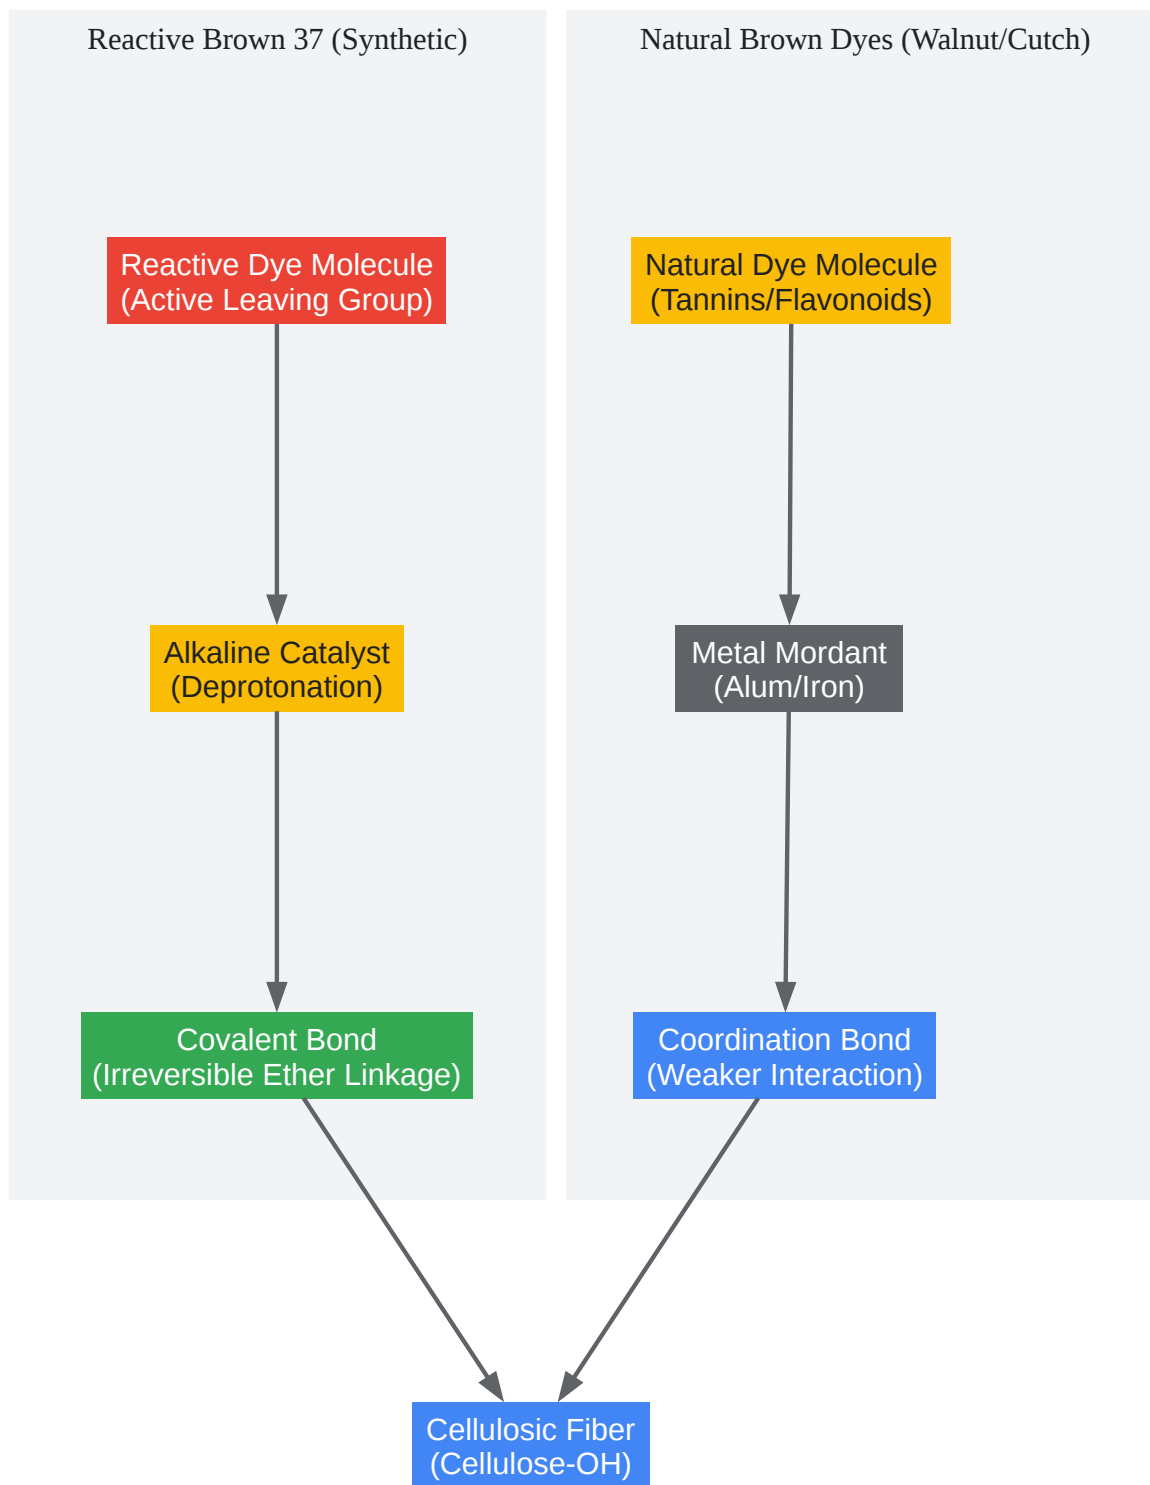 Reactive Brown 37 (Synthetic)
Reactive Dye Molecule
(Active Leaving Group)
Alkaline Catalyst
(Deprotonation)
Covalent Bond
(Irreversible Ether Linkage)
Natural Brown Dyes (Walnut/Cutch)
Natural Dye Molecule
(Tannins/Flavonoids)
Metal Mordant
(Alum/Iron)
Coordination Bond
(Weaker Interaction)
Cellulosic Fiber
(Cellulose-OH)